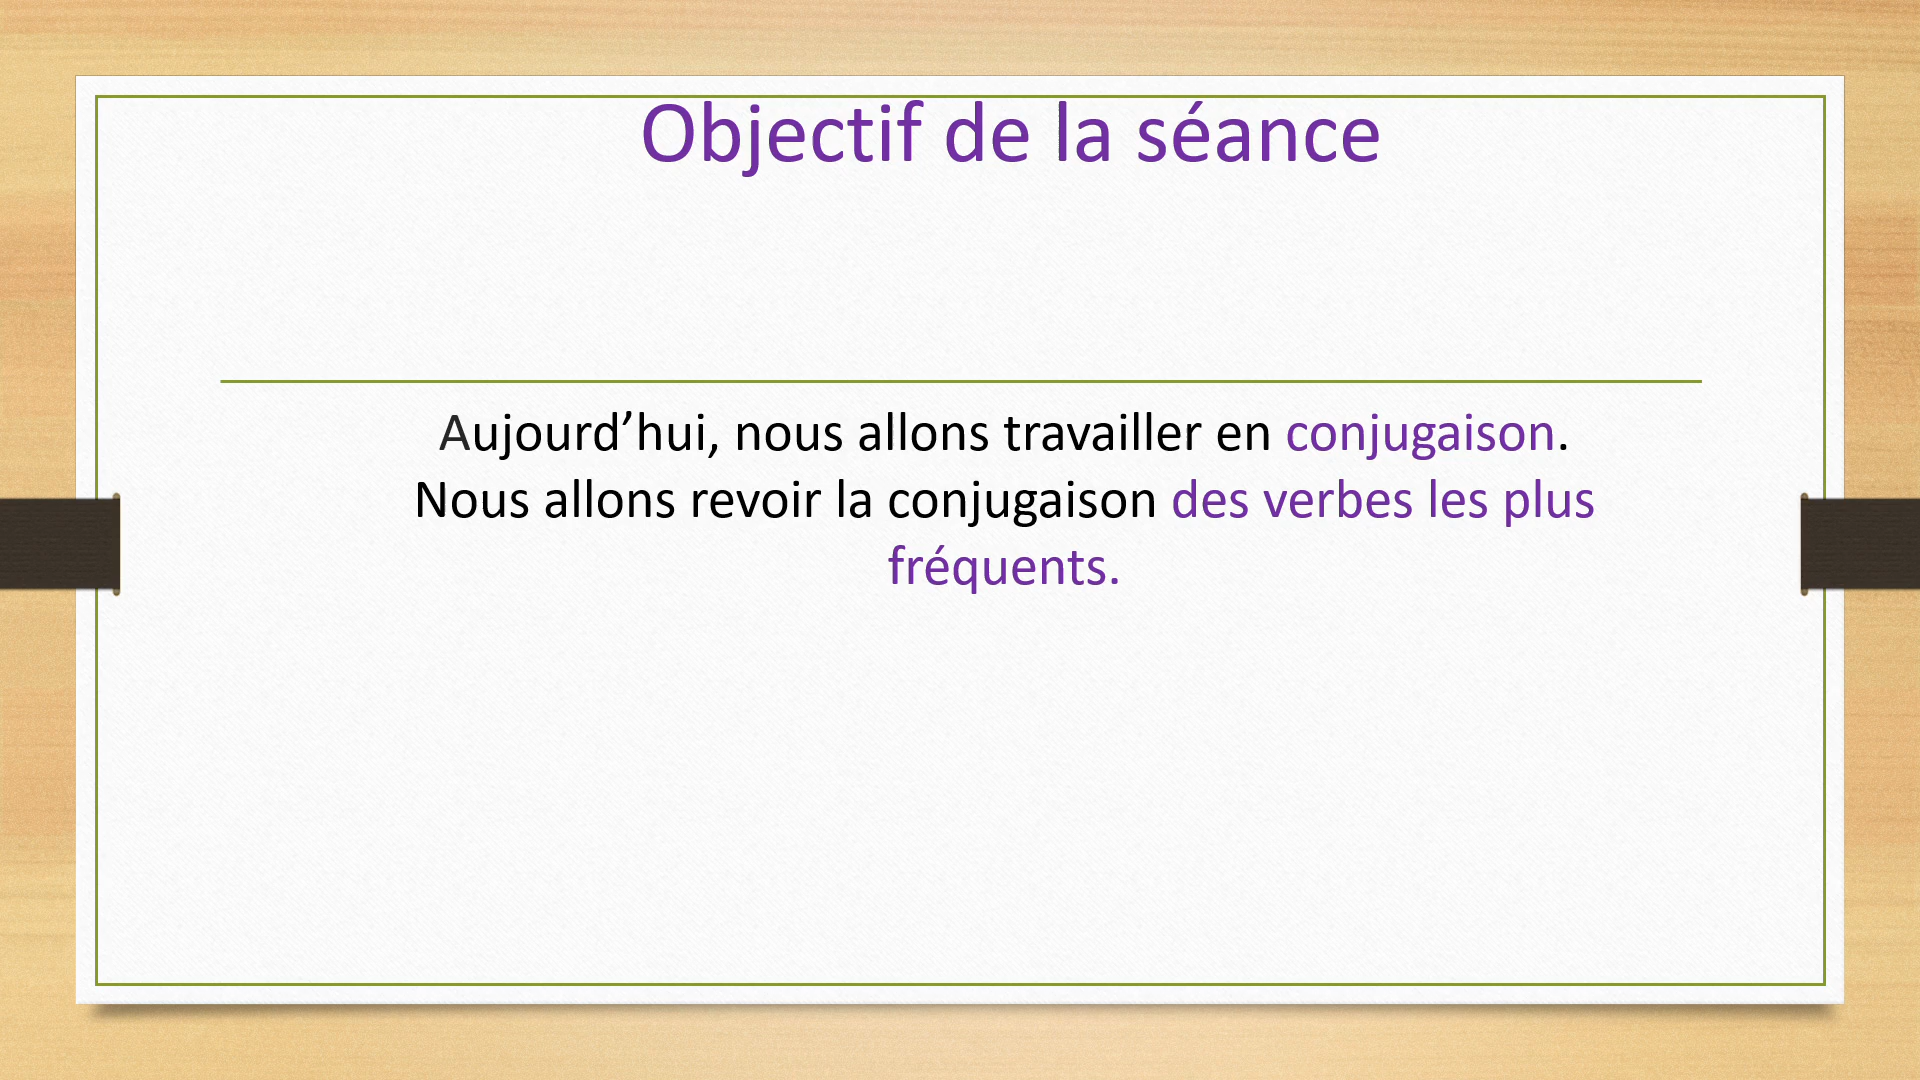 Objectif de la séance
Aujourd’hui, nous allons travailler en conjugaison.
Nous allons revoir la conjugaison des verbes les plus
fréquents.